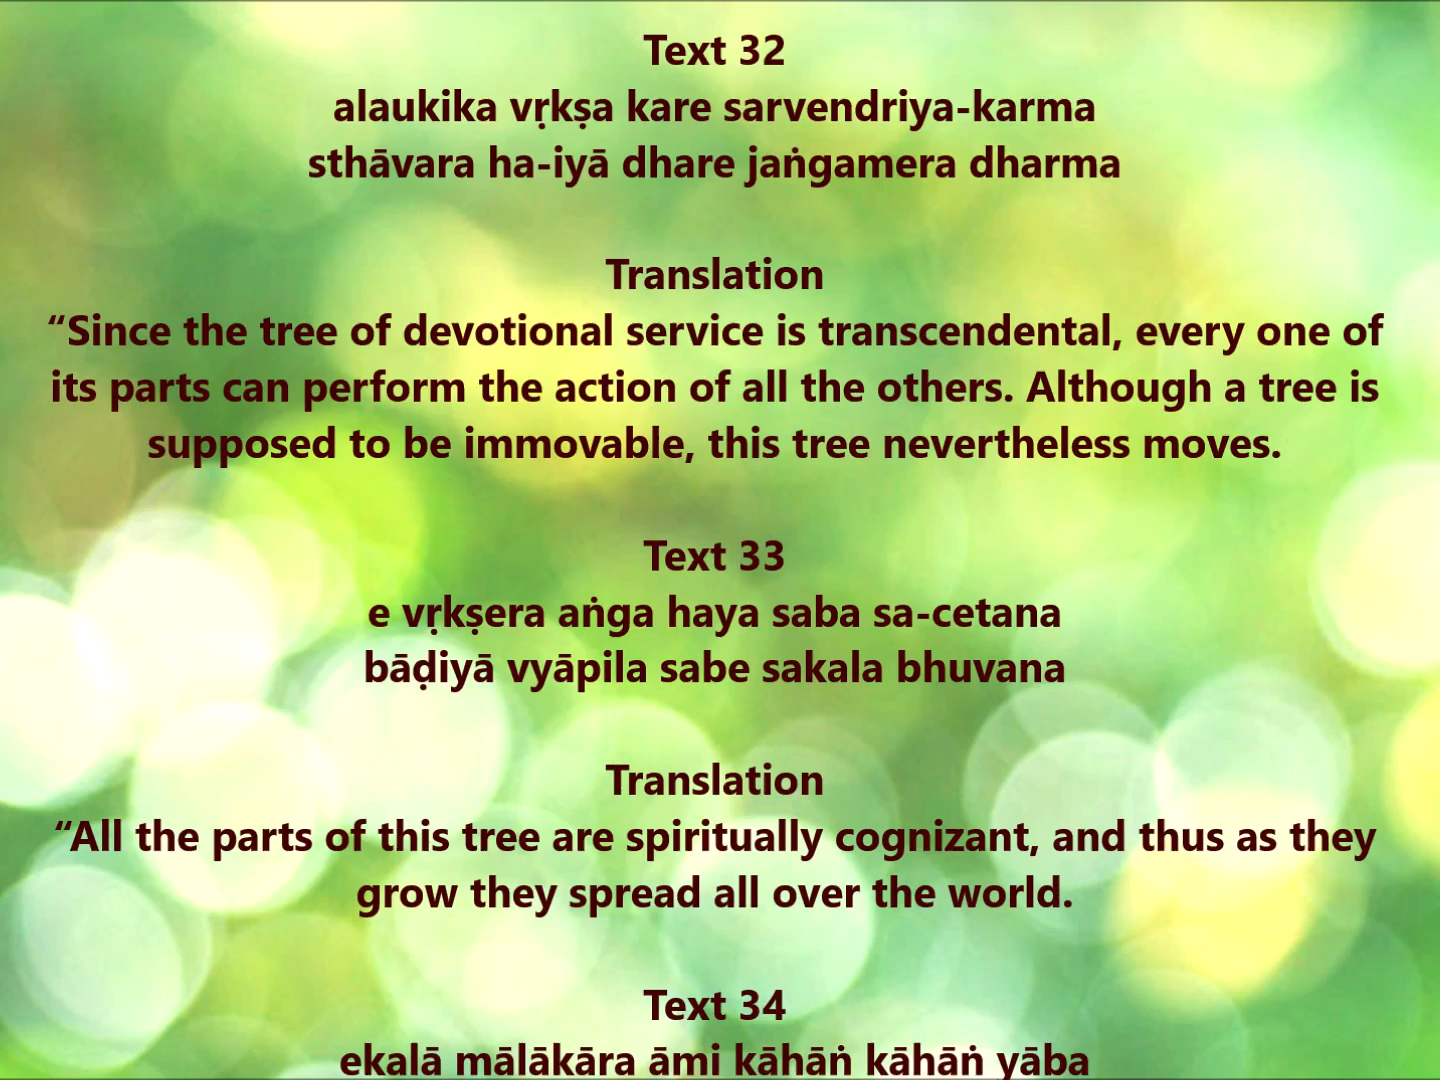 Text 32
alaukika vṛkṣa kare sarvendriya-karma
sthāvara ha-iyā dhare jaṅgamera dharma
Translation
“Since the tree of devotional service is transcendental, every one of
its parts can perform the action of all the others. Although a tree is
supposed to be immovable, this tree nevertheless moves.
Text 33
e vṛkṣera aṅga haya saba sa-cetana
bāḍiyā vyāpila sabe sakala bhuvana
Translation
“All the parts of this tree are spiritually cognizant, and thus as they
grow they spread all over the world.
Text 34
ekalā mālākāra āmi kāhāṅ kāhāṅ yāba